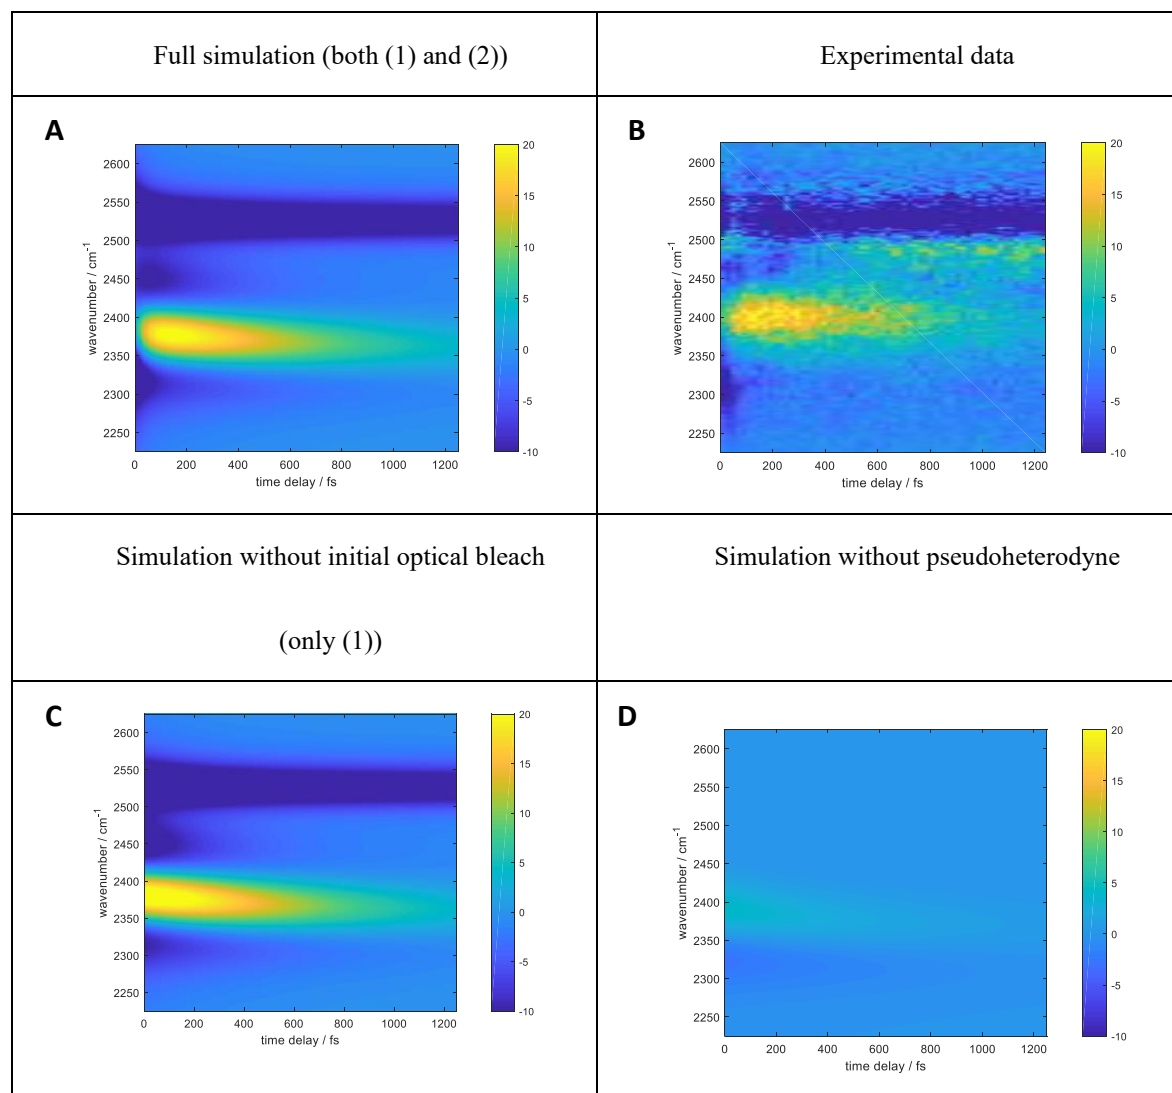 Full simulation (both (1) and (2))
Experimental data
A
2600
2550
2500
2450
2400
2350
2300
2250
wavenumber / cm-1
0 200 400 600 800 1000 1200
time delay / fs
20
15
10
5
0
-5
-10
B
2600
2550
2500
2450
2400
2350
2300
2250
wavenumber / cm-1
0 200 400 600 800 1000 1200
time delay / fs
20
15
10
5
0
-5
-10
Simulation without initial optical bleach
(only (1))
Simulation without pseudoheterodyne
C
2600
2550
2500
2450
2400
2350
2300
2250
wavenumber / cm-1
0 200 400 600 800 1000 1200
time delay / fs
20
15
10
5
0
-5
-10
D
2600
2550
2500
2450
2400
2350
2300
2250
wavenumber / cm-1
0 200 400 600 800 1000 1200
time delay / fs
20
15
10
5
0
-5
-10